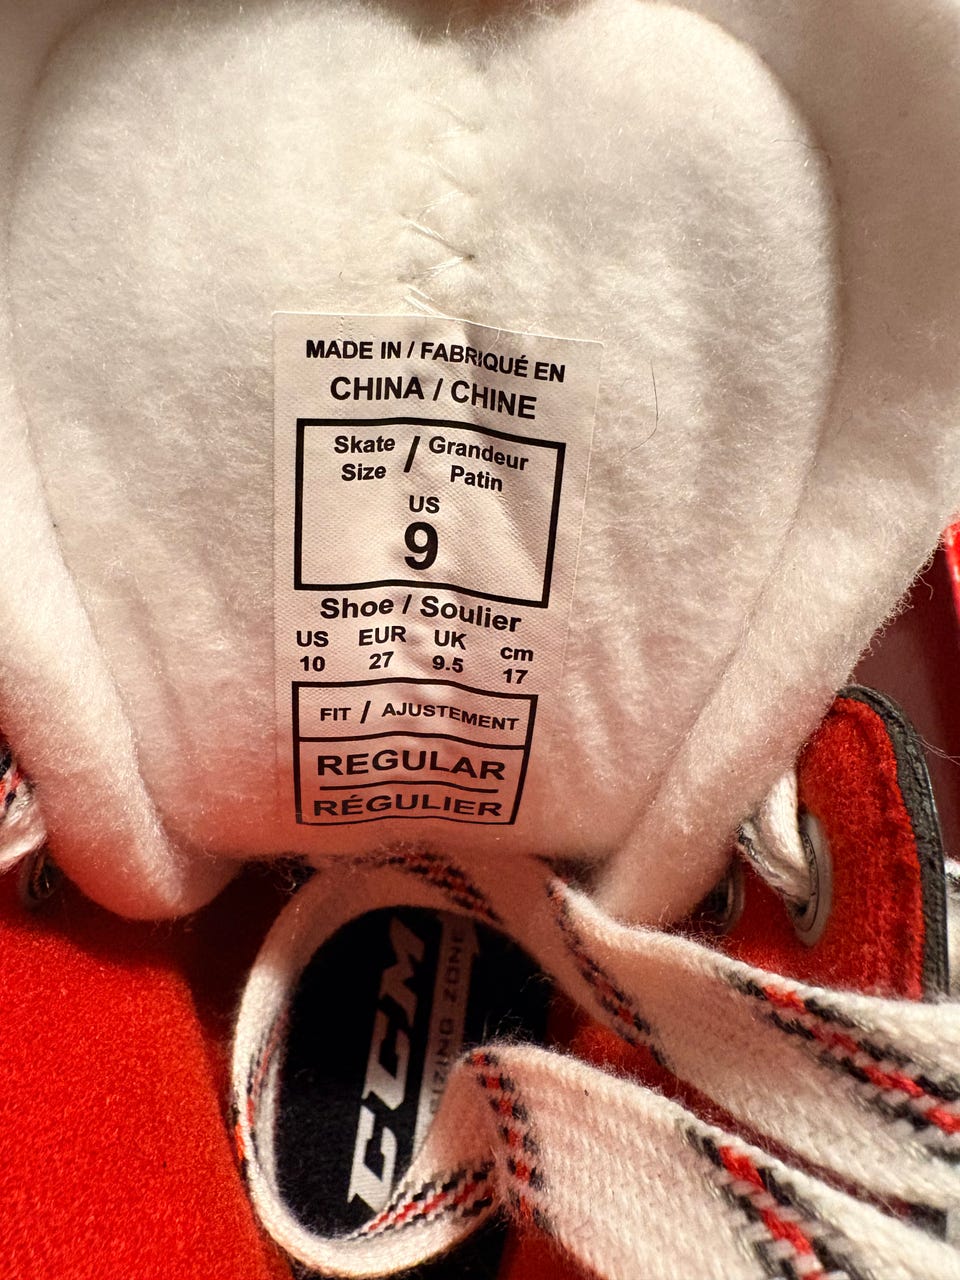 MADE IN / FABRIQUÉ EN
CHINA / CHINE
Skate / Grandeur
Size Patin
US
9
Shoe / Soulier
US EUR UK cm
10 27 9.5 17
FIT / AJUSTEMENT
REGULAR
RÉGULIER
CCM
ZONE